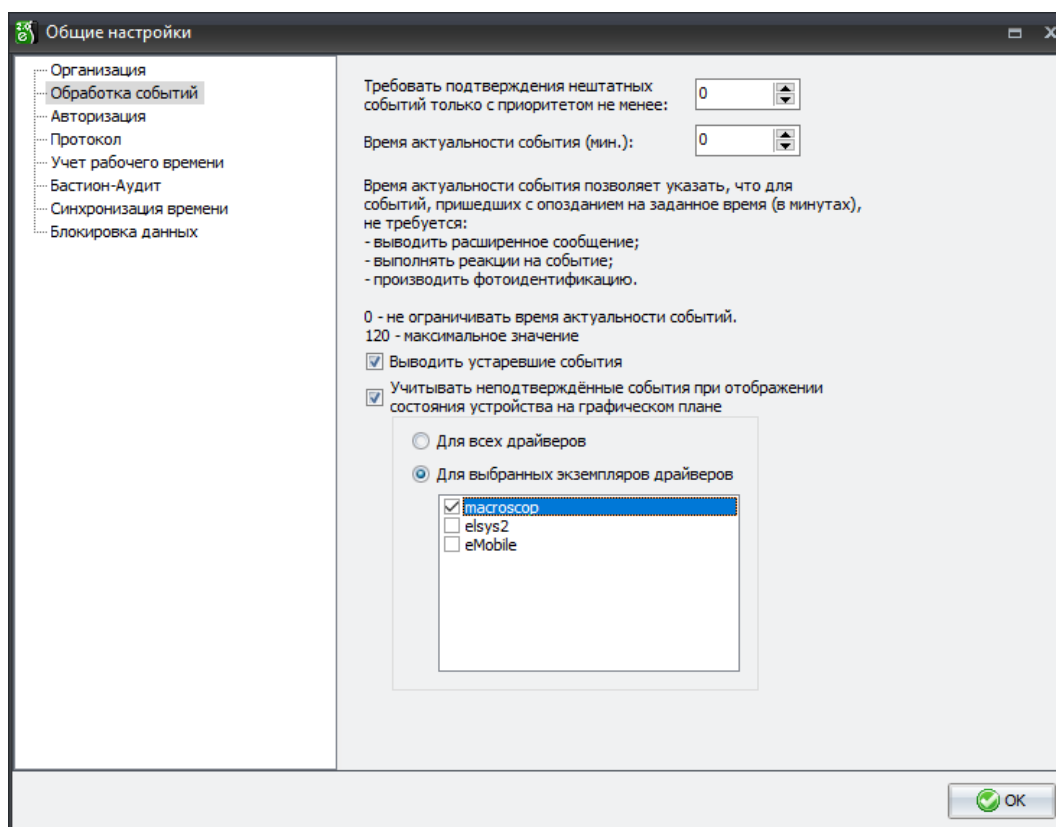 Общие настройки
Организация
Обработка событий
Авторизация
Протокол
Учет рабочего времени
Бастион-Аудит
Синхронизация времени
Блокировка данных
Требовать подтверждения нештатных
событий только с приоритетом не менее:
0
Время актуальности события (мин.):
0
Время актуальности события позволяет указать, что для
событий, пришедших с опозданием на заданное время (в минутах),
не требуется:
- выводить расширенное сообщение;
- выполнять реакции на событие;
- производить фотоидентификацию.
0 - не ограничивать время актуальности событий.
120 - максимальное значение
Выводить устаревшие события
Учитывать неподтверждённые события при отображении
состояния устройства на графическом плане
Для всех драйверов
Для выбранных экземпляров драйверов
macroscop
elsys2
eMobile
OK